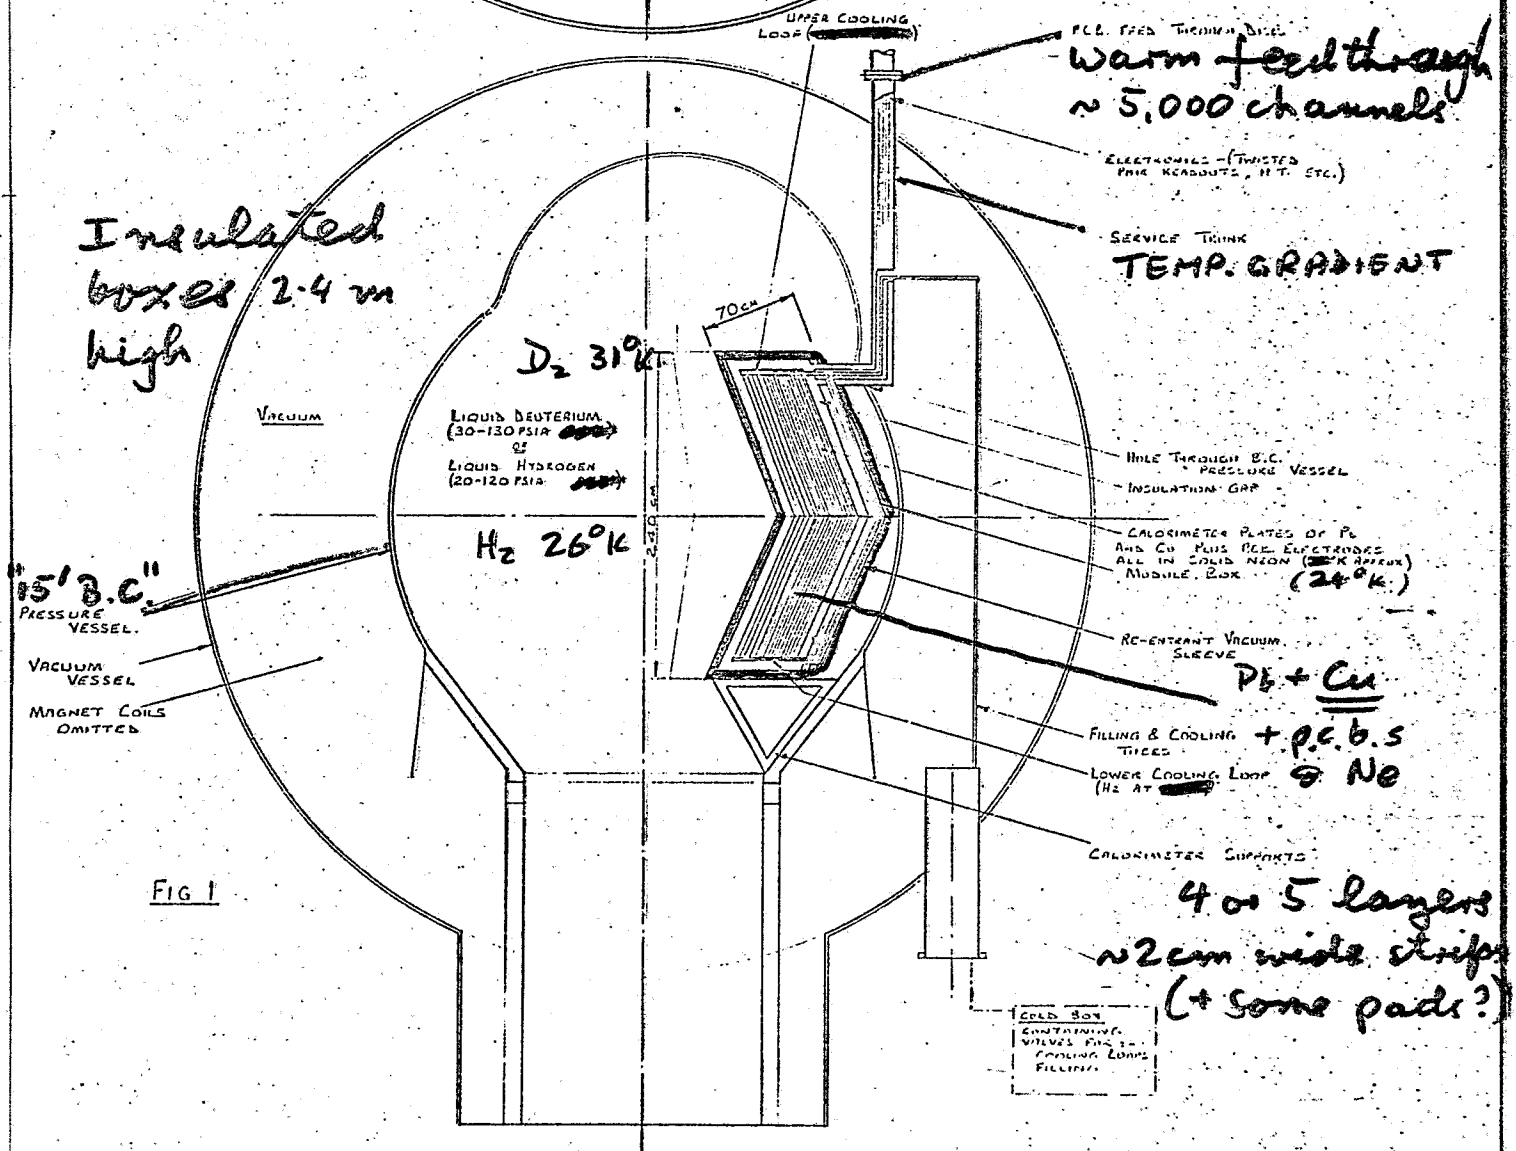 UPPER COOLING
LOOP (
P.C.B. FEED THROUGH DISC
warm feedthrough
~ 5,000 channels
ELECTRONICS - (TWISTED
PAIR READOUTS, H.T. ETC.)
SERVICE TRUNK
TEMP. GRADIENT
Insulated
boxes 2.4 m
high
70 CM
D2 31°K
VACUUM
LIQUID DEUTERIUM
(30-130 PSIA
OR
LIQUID HYDROGEN
(20-120 PSIA
H2 26°K
240 CM
HOLE THROUGH B.C.
PRESSURE VESSEL
INSULATION GAP
CALORIMETER PLATES OF Pb
AND Cu PLUS P.C.B. ELECTRODES
ALL IN SOLID NEON (K APPROX)
MODULE BOX (24°K.)
"15' B.C."
PRESSURE
VESSEL.
VACUUM
VESSEL
MAGNET COILS
OMITTED
RE-ENTRANT VACUUM
SLEEVE
Pb + Cu
+ p.c.b.s
Ne
FILLING & COOLING
LOWER COOLING LOOP
(H2 AT
CALORIMETER SUPPORTS
FIG 1
4 or 5 layers
~2cm wide strips
(+ some pads?)
COLD BOX
CONTAINING
VALVES FOR
COOLING LOOPS
FILLING